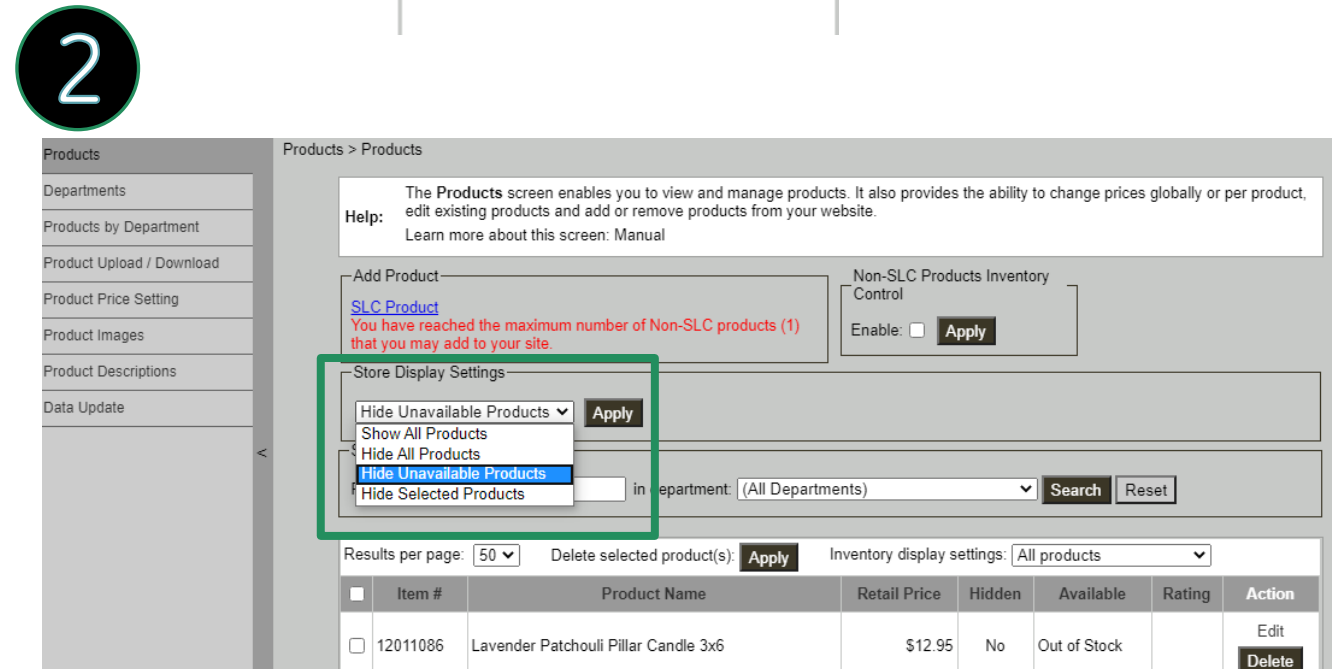 2
Products
Departments
Products by Department
Product Upload / Download
Product Price Setting
Product Images
Product Descriptions
Data Update
<
Products > Products
Help:
The Products screen enables you to view and manage products. It also provides the ability to change prices globally or per product,
edit existing products and add or remove products from your website.
Learn more about this screen: Manual
Add Product
SLC Product
You have reached the maximum number of Non-SLC products (1)
that you may add to your site.
Non-SLC Products Inventory
Control
Enable: Apply
Store Display Settings
Hide Unavailable Products Apply
Show All Products
Hide All Products
Hide Unavailable Products
Hide Selected Products
in department: (All Departments) Search Reset
Results per page: 50 Delete selected product(s): Apply Inventory display settings: All products
Item # Product Name Retail Price Hidden Available Rating Action
12011086 Lavender Patchouli Pillar Candle 3x6 $12.95 No Out of Stock Edit
Delete